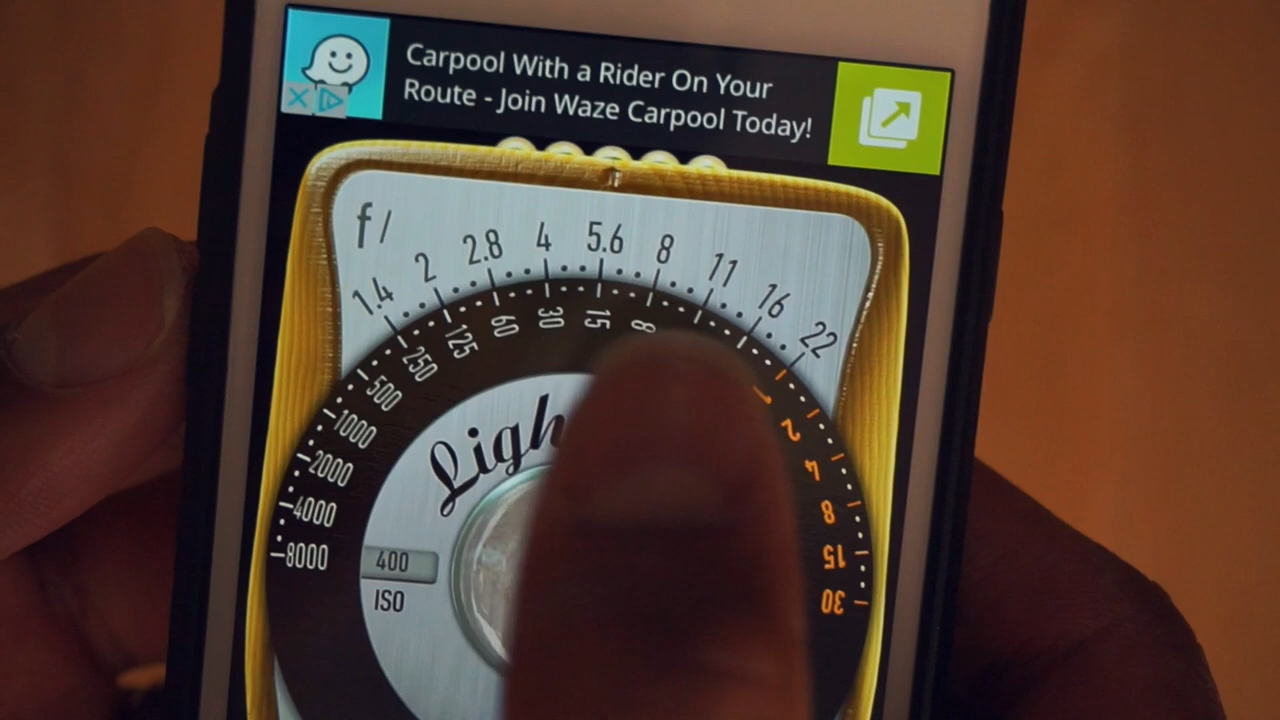 Carpool With a Rider On Your
Route - Join Waze Carpool Today!
f/
1.4 2 2.8 4 5.6 8 11 16 22
8000 4000 2000 1000 500 250 125 60 30 15 8
1 2 4 8 15 30
400
ISO